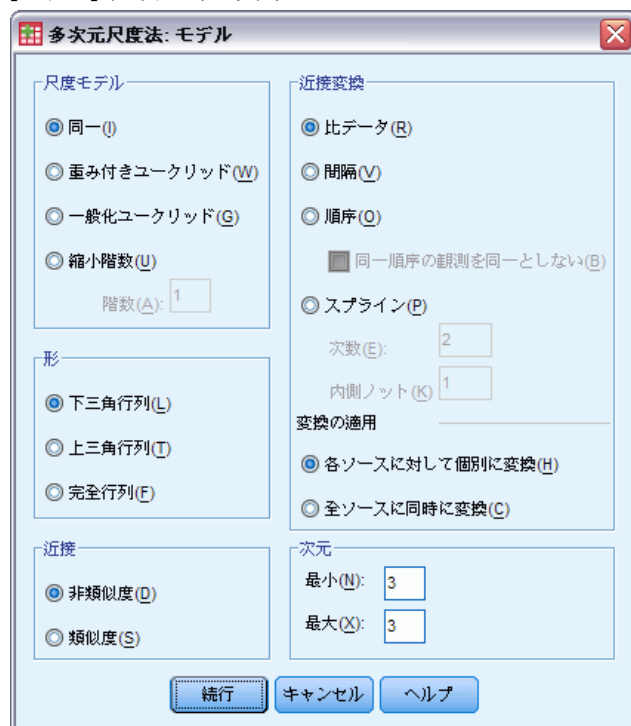 多次元尺度法: モデル
尺度モデル
同一(I)
重み付きユークリッド(W)
一般化ユークリッド(G)
縮小階数(U)
階数(A): 1
形
下三角行列(L)
上三角行列(T)
完全行列(F)
近接
非類似度(D)
類似度(S)
近接変換
比データ(R)
間隔(V)
順序(O)
同一順序の観測を同一としない(B)
スプライン(P)
次数(E): 2
内側ノット(K) 1
変換の適用
各ソースに対して個別に変換(H)
全ソースに同時に変換(C)
次元
最小(N): 3
最大(X): 3
続行 キャンセル ヘルプ